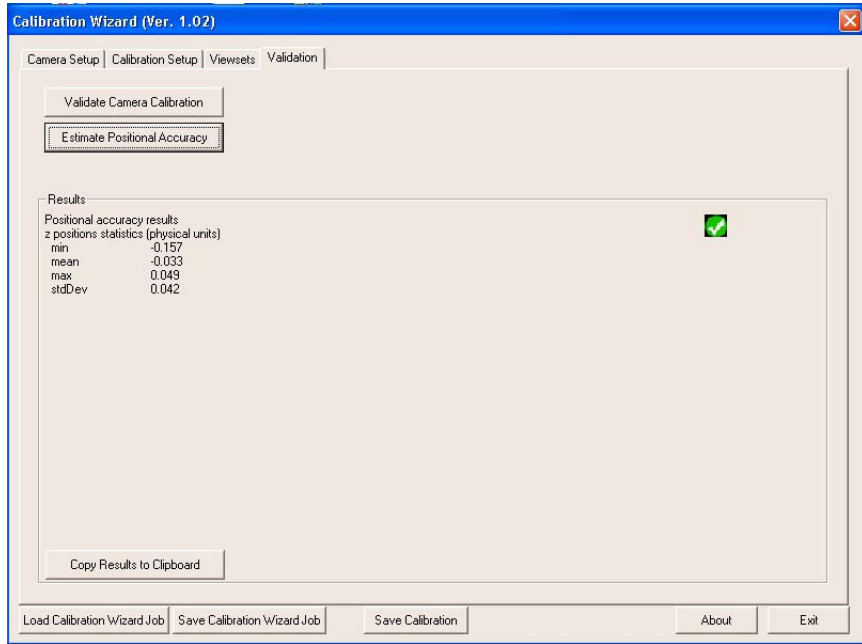 Calibration Wizard (Ver. 1.02)
Camera Setup Calibration Setup Viewsets Validation
Validate Camera Calibration
Estimate Positional Accuracy
Results
Positional accuracy results
z positions statistics (physical units)
min -0.157
mean -0.033
max 0.049
stdDev 0.042
Copy Results to Clipboard
Load Calibration Wizard Job Save Calibration Wizard Job Save Calibration About Exit